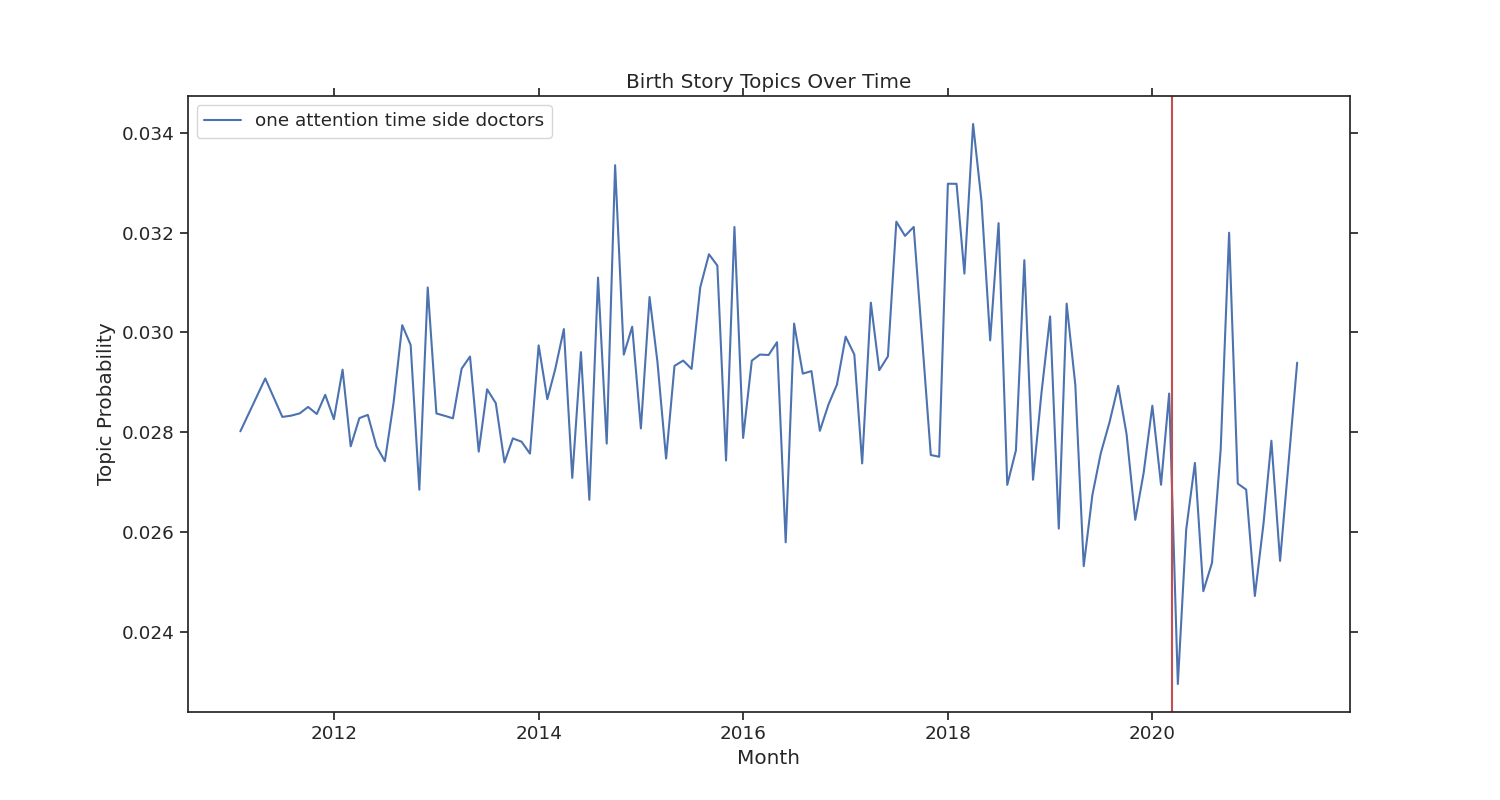 Birth Story Topics Over Time
one attention time side doctors
0.034
0.032
0.030
0.028
0.026
0.024
Topic Probability
2012 2014 2016 2018 2020
Month